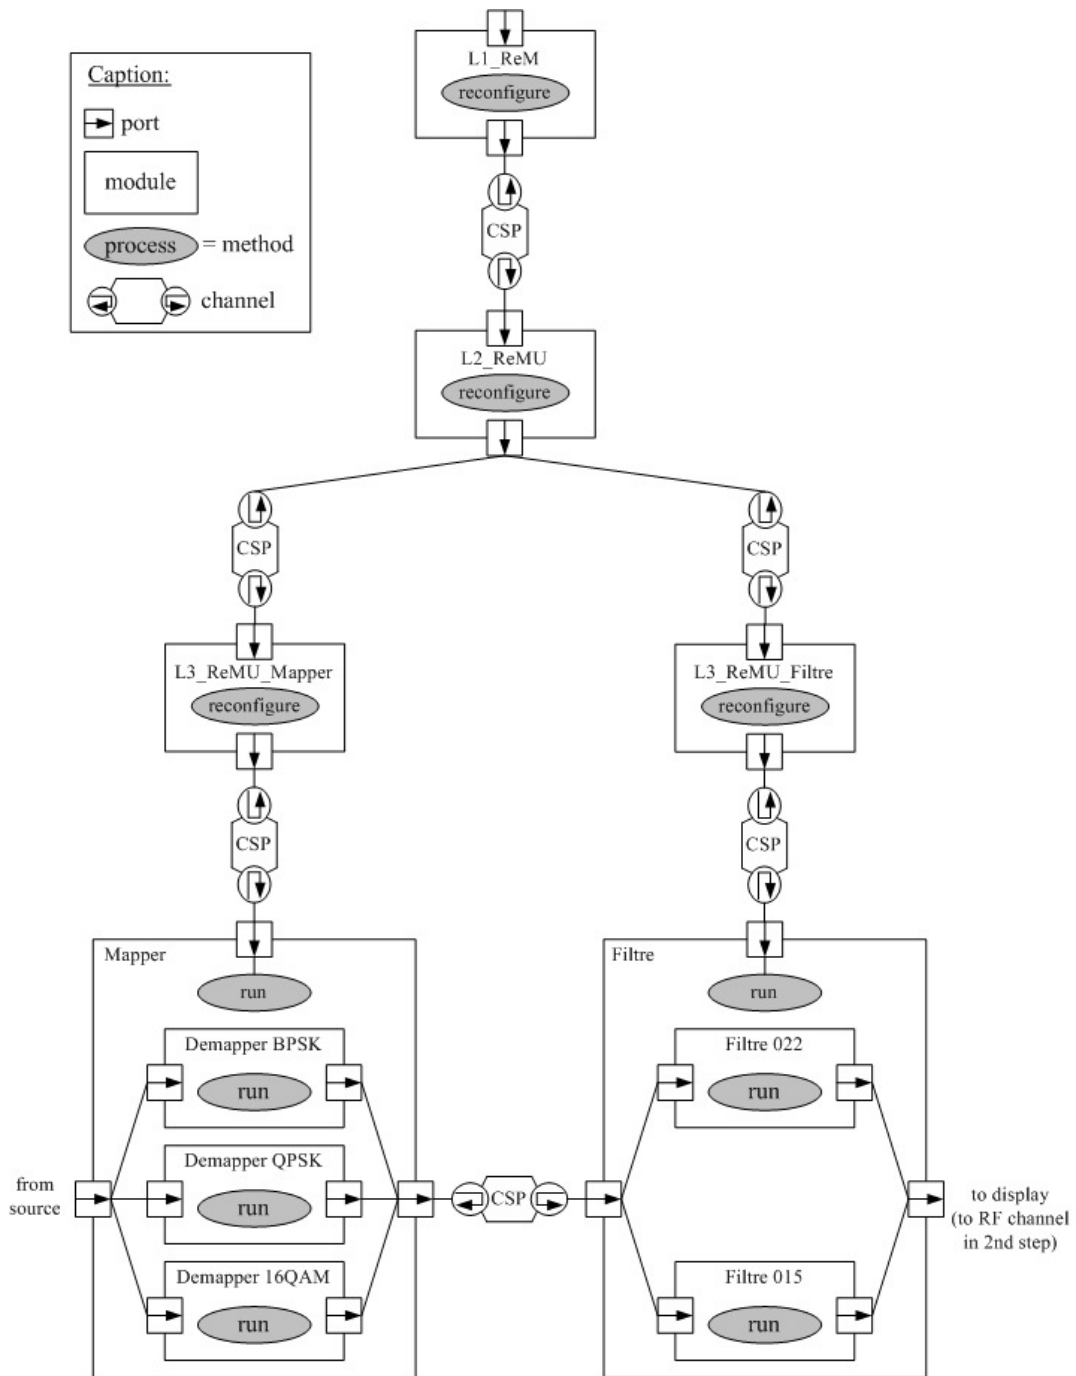 Caption:
port
module
process = method
channel
L1_ReM
reconfigure
CSP
L2_ReMU
reconfigure
CSP
CSP
L3_ReMU_Mapper
reconfigure
L3_ReMU_Filtre
reconfigure
CSP
CSP
Mapper
run
Demapper BPSK
run
Demapper QPSK
run
Demapper 16QAM
run
from
source
CSP
Filtre
run
Filtre 022
run
Filtre 015
run
to display
(to RF channel
in 2nd step)